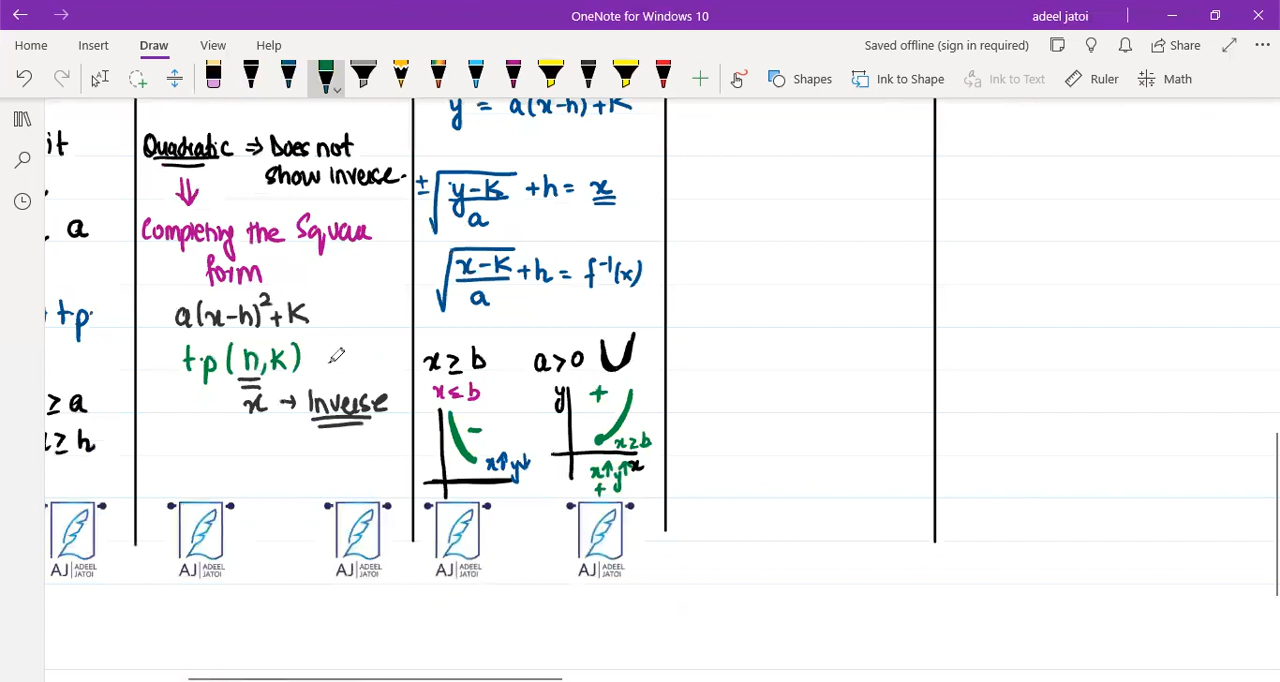 OneNote for Windows 10
adeel jatoi
Home Insert Draw View Help
Saved offline (sign in required)
Share
Shapes
Ink to Shape
Ink to Text
Ruler
Math
it
a
tp.
≥ a
≥ h
Quadratic ⇒ Does not
show inverse.
Completing the Square
form
a(x-h)²+K
t.p(h,K)
x → Inverse
y = a(x-h)+K
±√((y-K)/a) +h = x
√((x-K)/a) +h = f⁻¹(x)
x ≥ b
x ≤ b
-
x↑ y↓
a>0
y
+
x≥b
x↑y↑
x
+
AJ ADEEL
JATOI
AJ ADEEL
JATOI
AJ ADEEL
JATOI
AJ ADEEL
JATOI
AJ ADEEL
JATOI